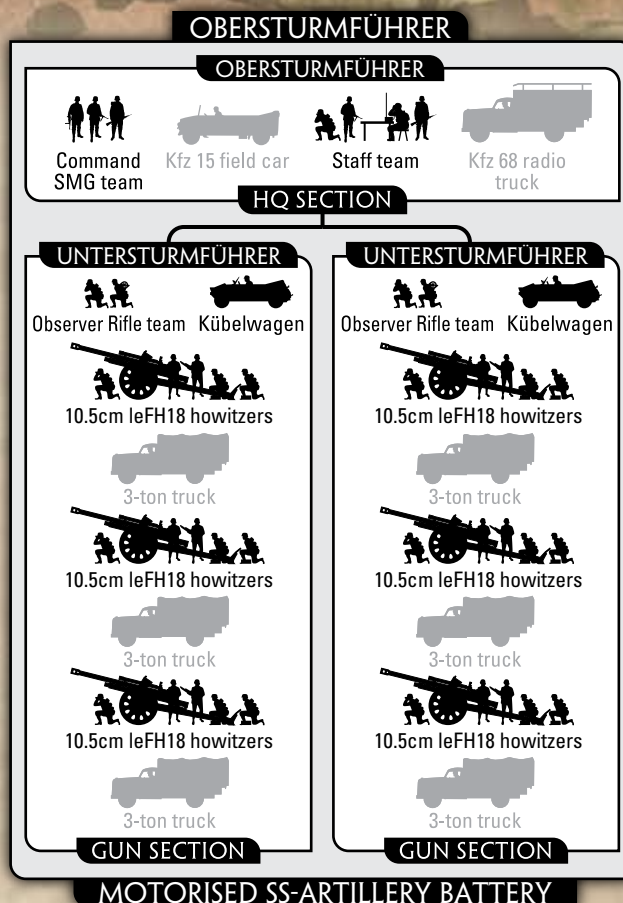 OBERSTURMFÜHRER
OBERSTURMFÜHRER
Command
SMG team
Kfz 15 field car
Staff team
Kfz 68 radio
truck
HQ SECTION
UNTERSTURMFÜHRER
Observer Rifle team Kübelwagen
10.5cm leFH18 howitzers
3-ton truck
10.5cm leFH18 howitzers
3-ton truck
10.5cm leFH18 howitzers
3-ton truck
GUN SECTION
UNTERSTURMFÜHRER
Observer Rifle team Kübelwagen
10.5cm leFH18 howitzers
3-ton truck
10.5cm leFH18 howitzers
3-ton truck
10.5cm leFH18 howitzers
3-ton truck
GUN SECTION
MOTORISED SS-ARTILLERY BATTERY